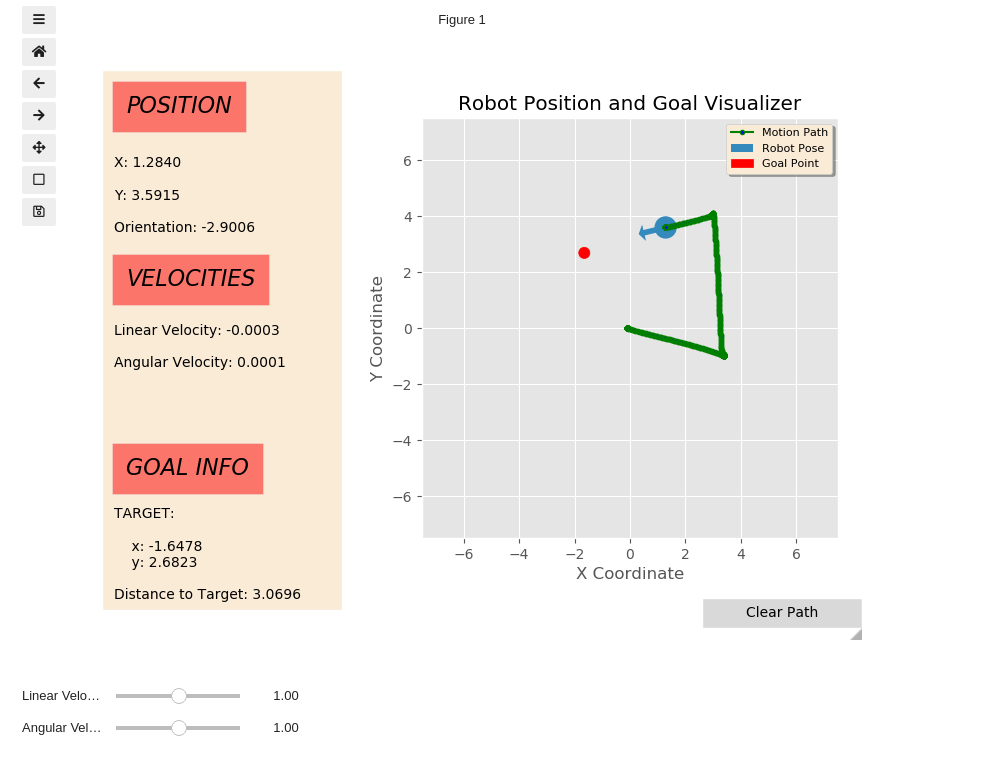 Figure 1
POSITION
X: 1.2840
Y: 3.5915
Orientation: -2.9006
VELOCITIES
Linear Velocity: -0.0003
Angular Velocity: 0.0001
GOAL INFO
TARGET:
x: -1.6478
y: 2.6823
Distance to Target: 3.0696
Robot Position and Goal Visualizer
Motion Path
Robot Pose
Goal Point
Y Coordinate
6
4
2
0
−2
−4
−6
−6 −4 −2 0 2 4 6
X Coordinate
Clear Path
Linear Velo… 1.00
Angular Vel… 1.00